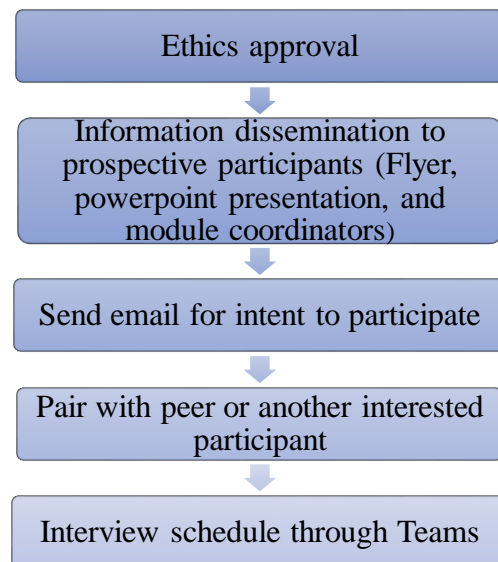 Ethics approval
Information dissemination to
prospective participants (Flyer,
powerpoint presentation, and
module coordinators)
Send email for intent to participate
Pair with peer or another interested
participant
Interview schedule through Teams